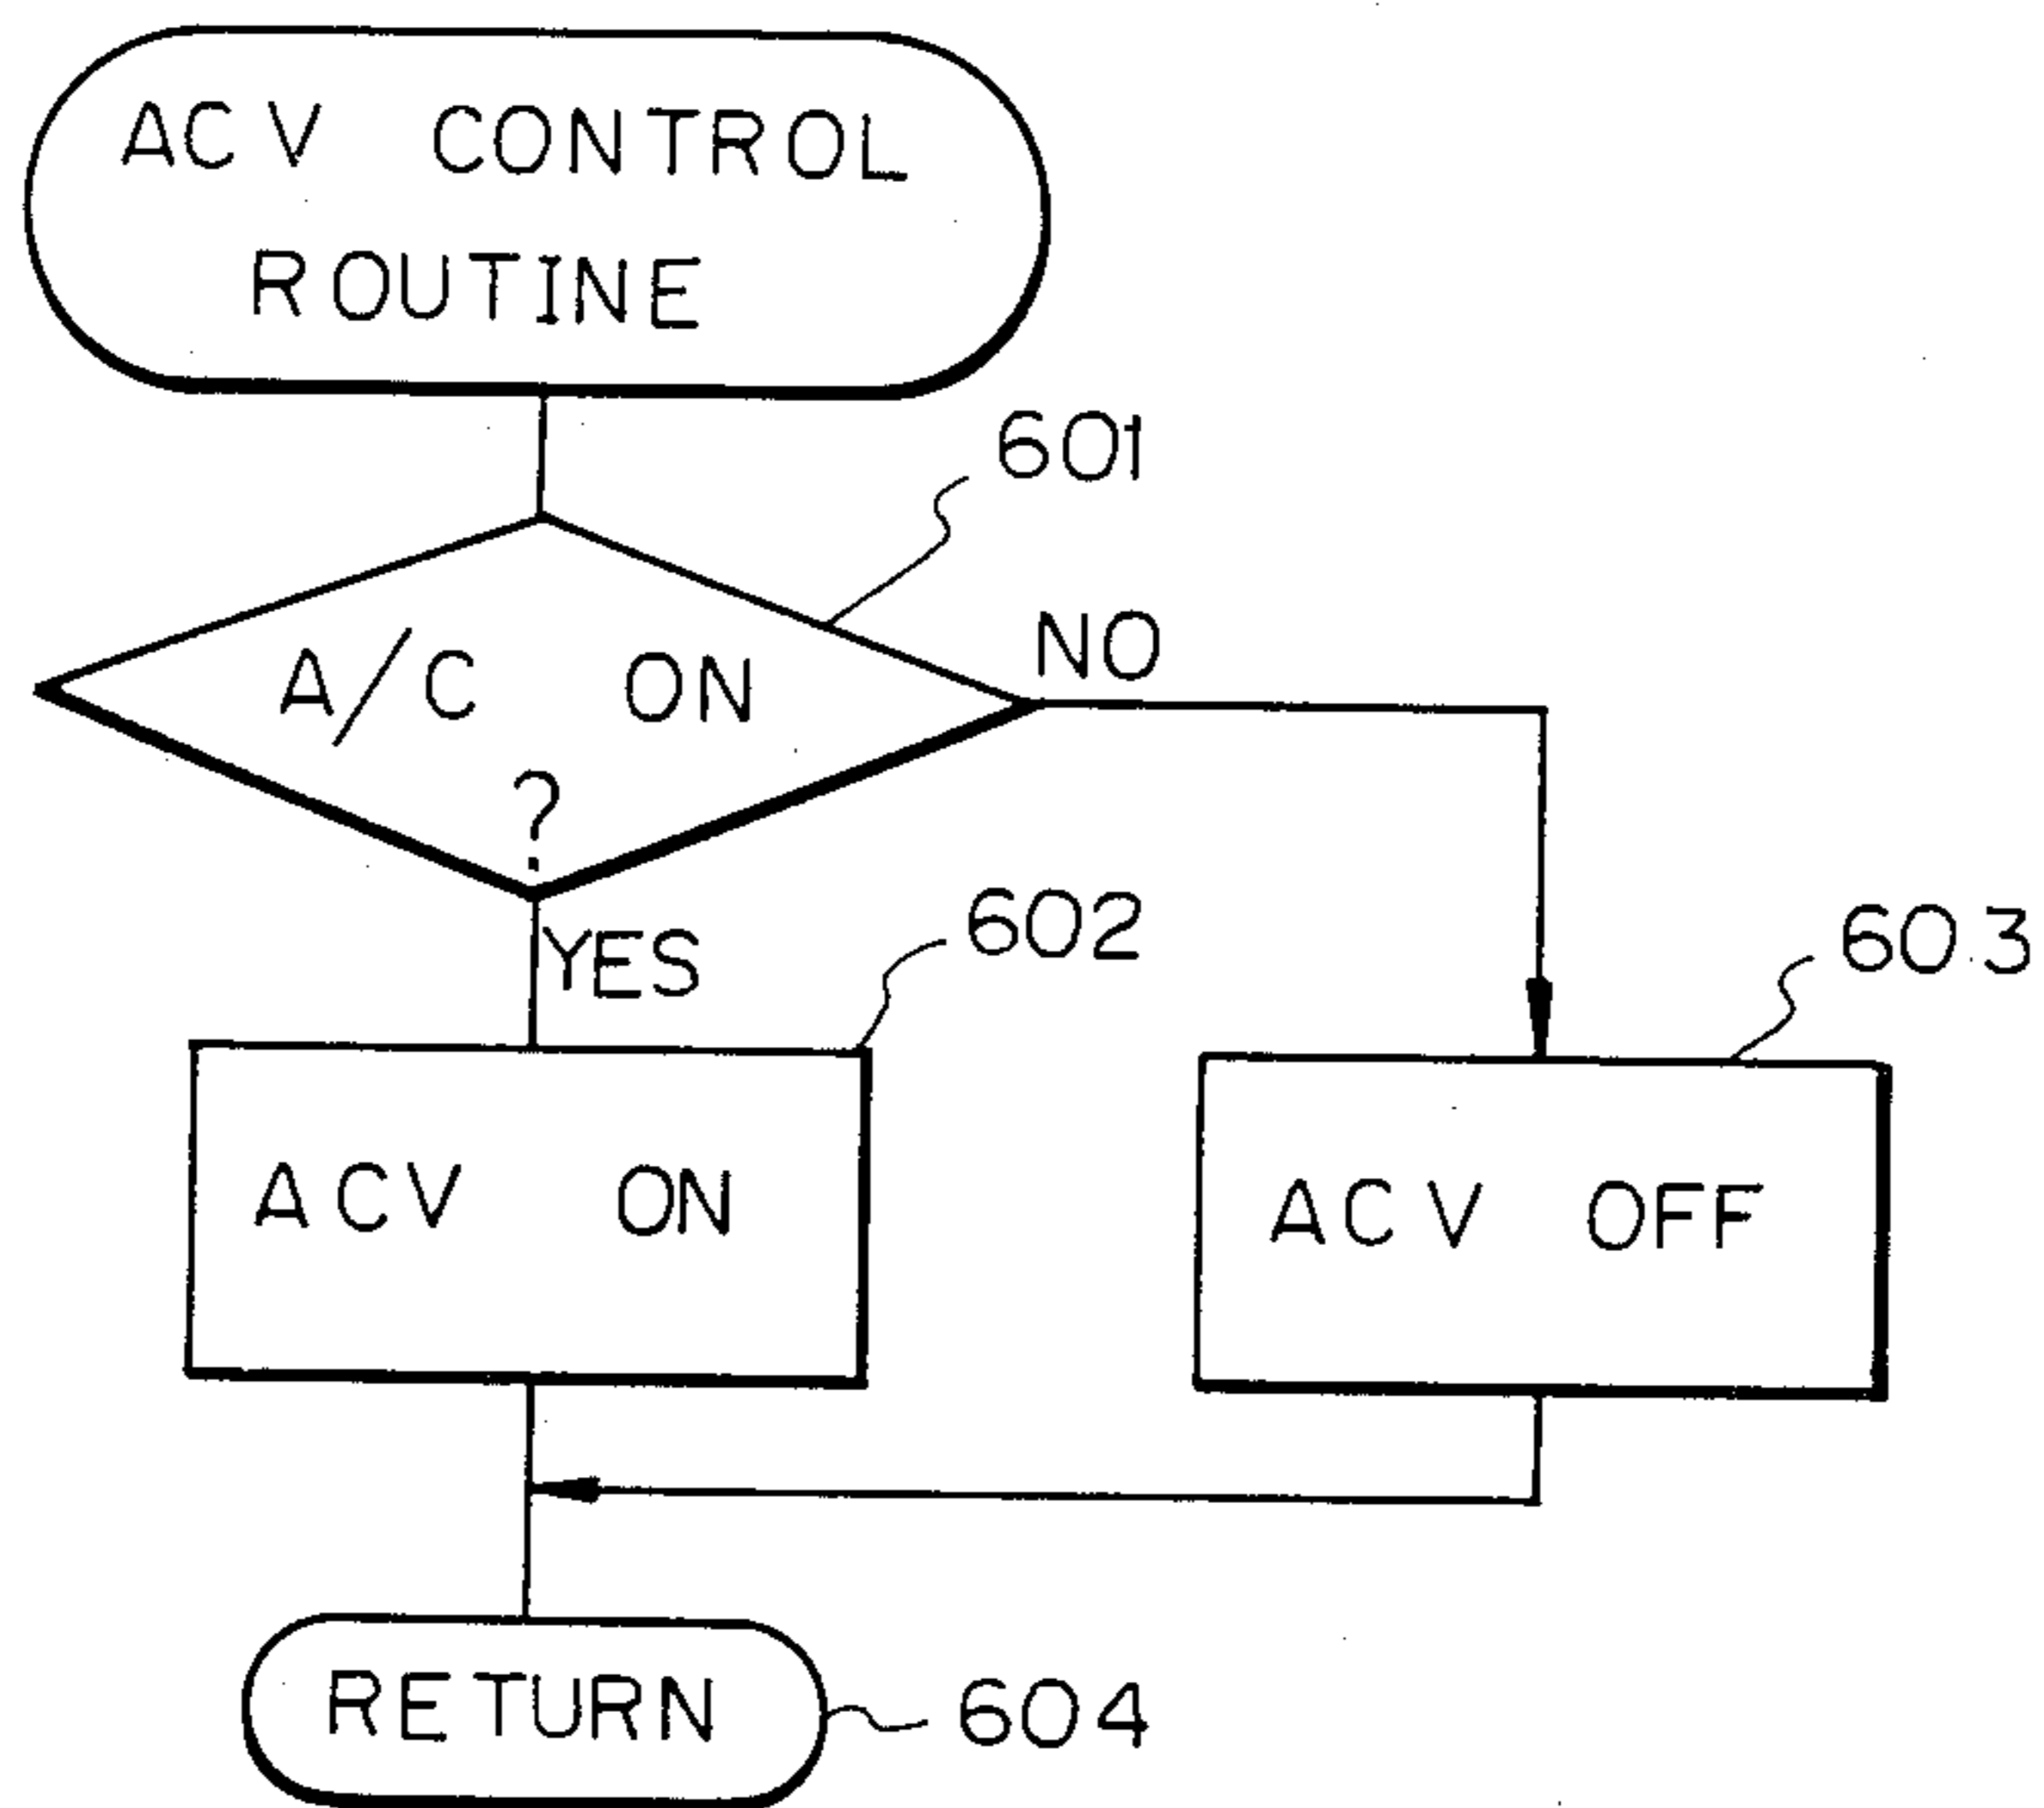 ACV CONTROL
ROUTINE
601
A/C ON
?
NO
YES
602
603
ACV ON
ACV OFF
RETURN
604